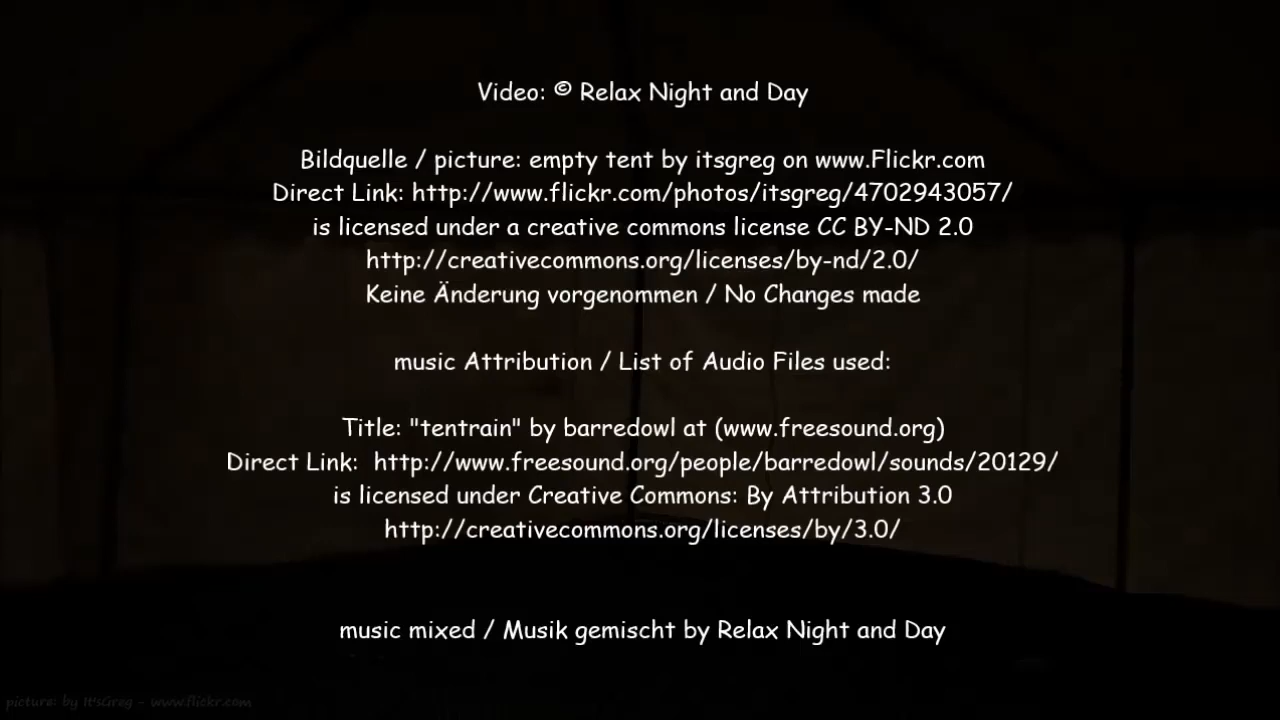 Video: © Relax Night and Day
Bildquelle / picture: empty tent by itsgreg on www.Flickr.com
Direct Link: http://www.flickr.com/photos/itsgreg/4702943057/
is licensed under a creative commons license CC BY-ND 2.0
http://creativecommons.org/licenses/by-nd/2.0/
Keine Änderung vorgenommen / No Changes made
music Attribution / List of Audio Files used:
Title: "tentrain" by barredowl at (www.freesound.org)
Direct Link:  http://www.freesound.org/people/barredowl/sounds/20129/
is licensed under Creative Commons: By Attribution 3.0
http://creativecommons.org/licenses/by/3.0/
music mixed / Musik gemischt by Relax Night and Day
picture: by It'sGreg - www.flickr.com